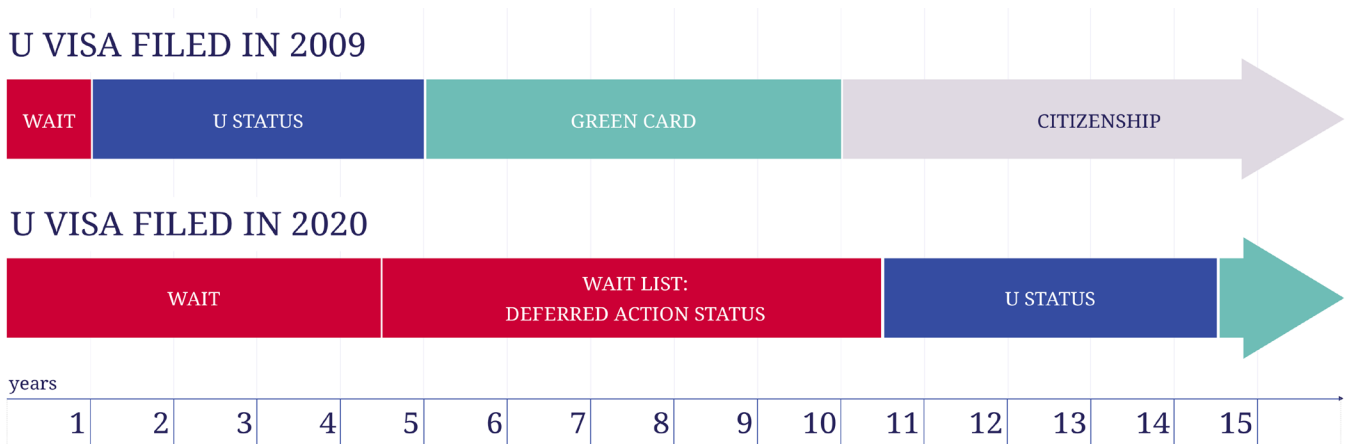 U VISA FILED IN 2009
WAIT
U STATUS
GREEN CARD
CITIZENSHIP
U VISA FILED IN 2020
WAIT
WAIT LIST:
DEFERRED ACTION STATUS
U STATUS
years
1 2 3 4 5 6 7 8 9 10 11 12 13 14 15